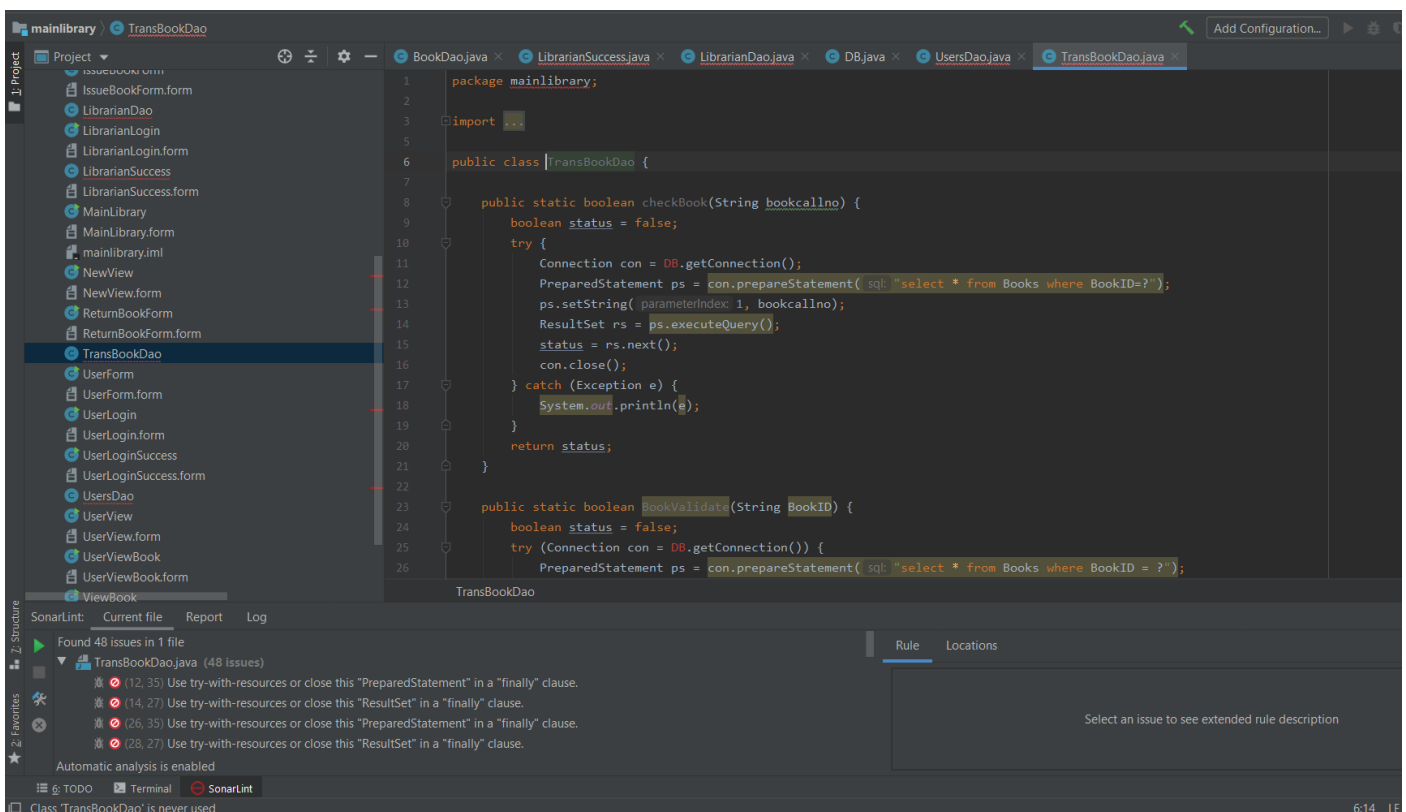 mainlibrary TransBookDao Add Configuration...
1: Project
Project
BookDao.java LibrarianSuccess.java LibrarianDao.java DB.java UsersDao.java TransBookDao.java
IssueBookForm
IssueBookForm.form
LibrarianDao
LibrarianLogin
LibrarianLogin.form
LibrarianSuccess
LibrarianSuccess.form
MainLibrary
MainLibrary.form
mainlibrary.iml
NewView
NewView.form
ReturnBookForm
ReturnBookForm.form
TransBookDao
UserForm
UserForm.form
UserLogin
UserLogin.form
UserLoginSuccess
UserLoginSuccess.form
UsersDao
UserView
UserView.form
UserViewBook
UserViewBook.form
ViewBook
1 package mainlibrary;
2
3 import ...
5
6 public class TransBookDao {
7
8 public static boolean checkBook(String bookcallno) {
9 boolean status = false;
10 try {
11 Connection con = DB.getConnection();
12 PreparedStatement ps = con.prepareStatement( sql: "select * from Books where BookID=?");
13 ps.setString( parameterIndex: 1, bookcallno);
14 ResultSet rs = ps.executeQuery();
15 status = rs.next();
16 con.close();
17 } catch (Exception e) {
18 System.out.println(e);
19 }
20 return status;
21 }
22
23 public static boolean BookValidate(String BookID) {
24 boolean status = false;
25 try (Connection con = DB.getConnection()) {
26 PreparedStatement ps = con.prepareStatement( sql: "select * from Books where BookID = ?");
TransBookDao
Z: Structure
2: Favorites
SonarLint: Current file Report Log
Found 48 issues in 1 file
TransBookDao.java (48 issues)
(12, 35) Use try-with-resources or close this "PreparedStatement" in a "finally" clause.
(14, 27) Use try-with-resources or close this "ResultSet" in a "finally" clause.
(26, 35) Use try-with-resources or close this "PreparedStatement" in a "finally" clause.
(28, 27) Use try-with-resources or close this "ResultSet" in a "finally" clause.
Automatic analysis is enabled
Rule Locations
Select an issue to see extended rule description
6: TODO Terminal SonarLint
Class 'TransBookDao' is never used 6:14 LF